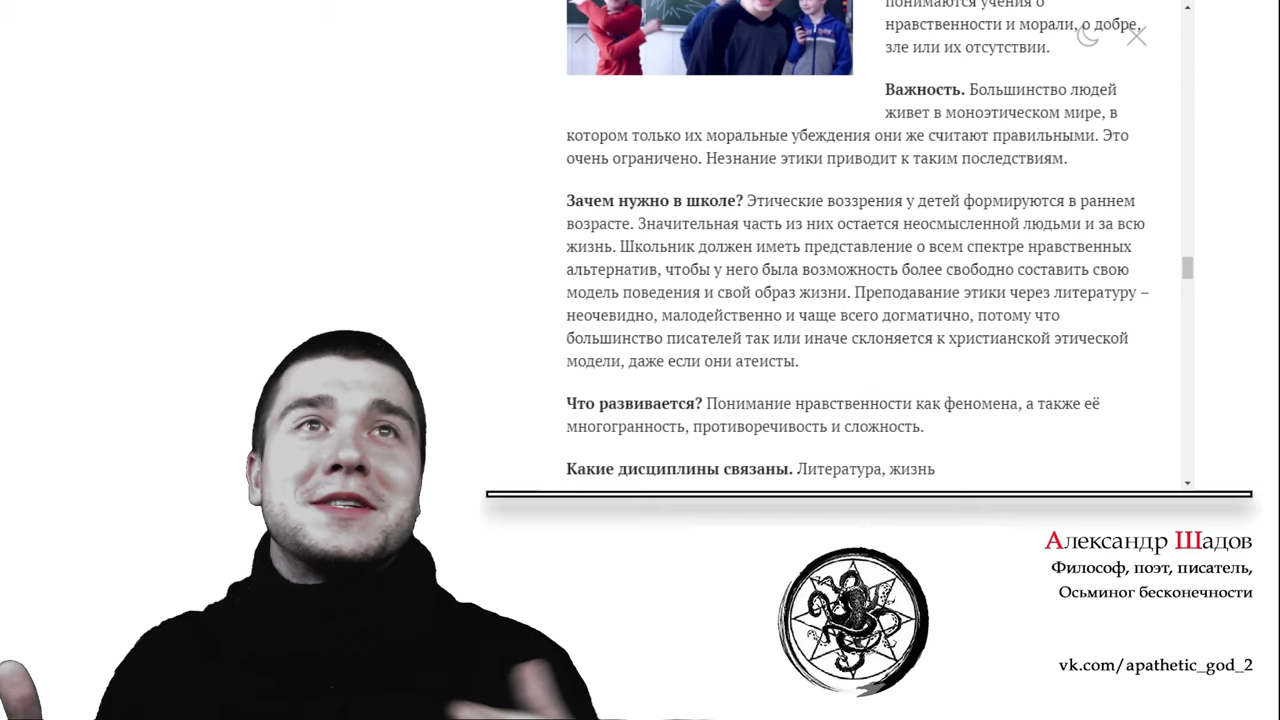 понимаются учения о
нравственности и морали, о добре,
зле или их отсутствии.
Важность. Большинство людей
живет в моноэтическом мире, в
котором только их моральные убеждения они же считают правильными. Это
очень ограничено. Незнание этики приводит к таким последствиям.
Зачем нужно в школе? Этические воззрения у детей формируются в раннем
возрасте. Значительная часть из них остается неосмысленной людьми и за всю
жизнь. Школьник должен иметь представление о всем спектре нравственных
альтернатив, чтобы у него была возможность более свободно составить свою
модель поведения и свой образ жизни. Преподавание этики через литературу –
неочевидно, малодейственно и чаще всего догматично, потому что
большинство писателей так или иначе склоняется к христианской этической
модели, даже если они атеисты.
Что развивается? Понимание нравственности как феномена, а также её
многогранность, противоречивость и сложность.
Какие дисциплины связаны. Литература, жизнь
Александр Шадов
Философ, поэт, писатель,
Осьминог бесконечности
vk.com/apathetic_god_2